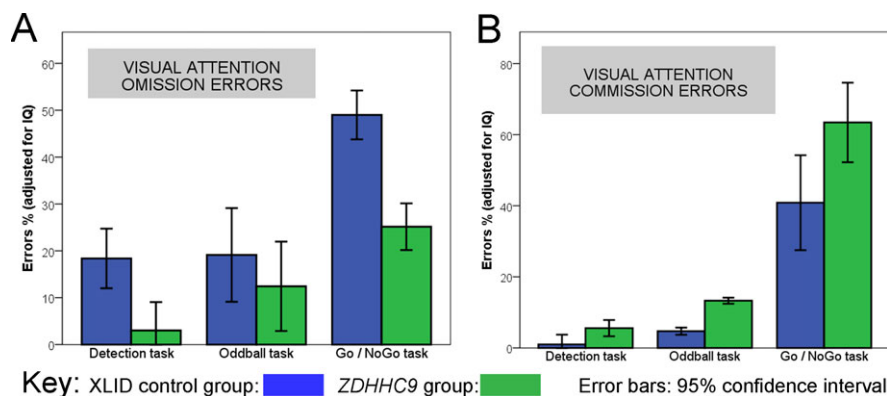 A
VISUAL ATTENTION
OMISSION ERRORS
Errors % (adjusted for IQ)
60
50
40
30
20
10
0
Detection task
Oddball task
Go / NoGo task
B
VISUAL ATTENTION
COMMISSION ERRORS
Errors % (adjusted for IQ)
80
60
40
20
0
Detection task
Oddball task
Go / NoGo task
Key: XLID control group: ZDHHC9 group: Error bars: 95% confidence interval